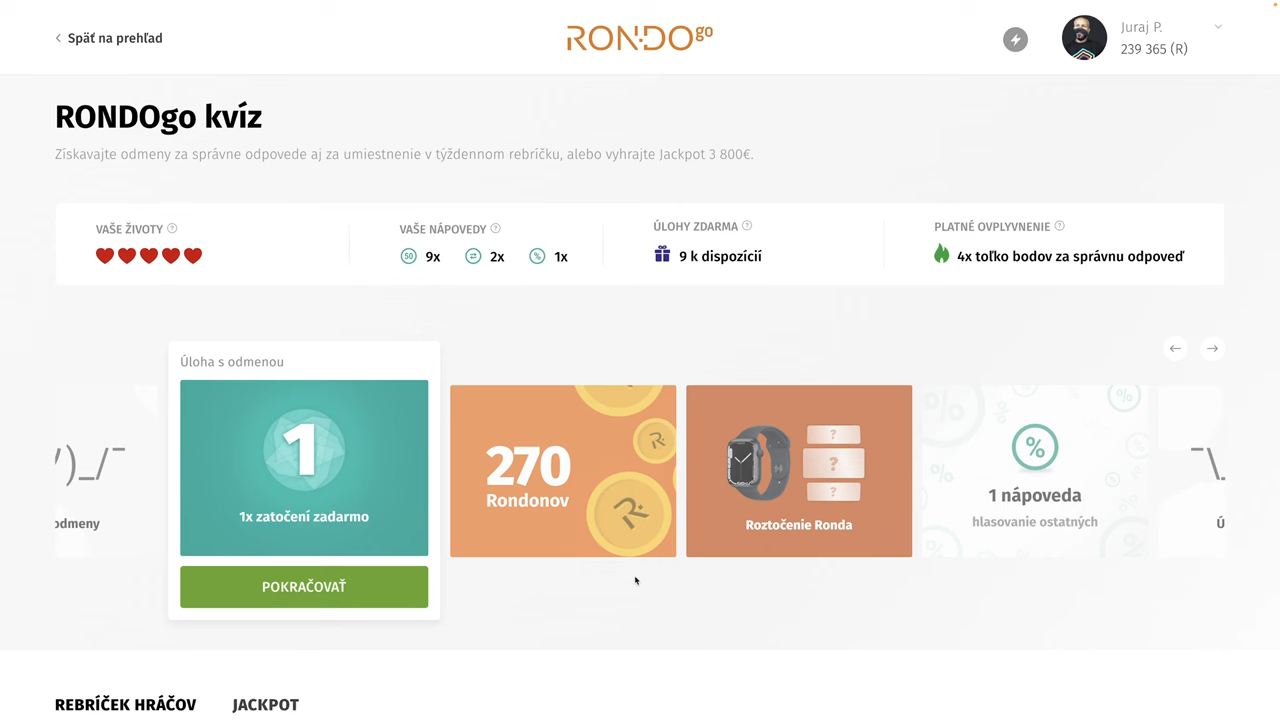 Späť na prehľad
RONDOgo
Juraj P.
239 365 (R)
RONDOgo kvíz
Získavajte odmeny za správne odpovede aj za umiestnenie v týždennom rebríčku, alebo vyhrajte Jackpot 3 800€.
VAŠE ŽIVOTY ?
VAŠE NÁPOVEDY ?
50 9x 2x % 1x
ÚLOHY ZDARMA ?
9 k dispozícií
PLATNÉ OVPLYVNENIE ?
4x toľko bodov za správnu odpoveď
¯\_
odmeny
Úloha s odmenou
1
1x zatočení zadarmo
POKRAČOVAŤ
270
Rondonov
?
?
?
Roztočenie Ronda
%
1 nápoveda
hlasovanie ostatných
Ú
REBRÍČEK HRÁČOV
JACKPOT